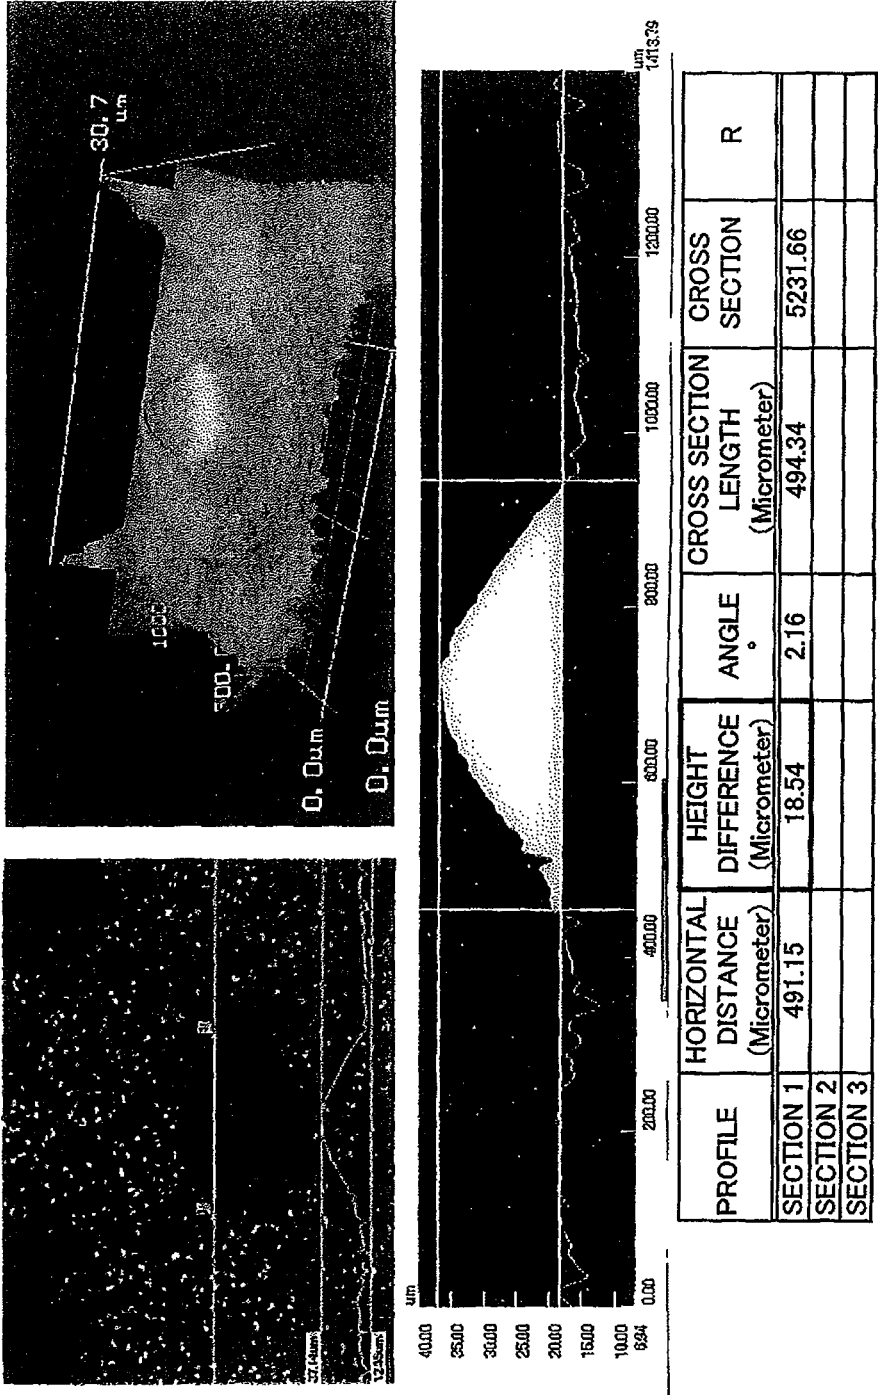 30.7
um
1000
500.
0.0um
0.0um
um
40.00
35.00
30.00
25.00
20.00
15.00
10.00
6.94
0.00
200.00
400.00
600.00
800.00
1000.00
1200.00
um
1413.79
PROFILE
HORIZONTAL
DISTANCE
(Micrometer)
HEIGHT
DIFFERENCE
(Micrometer)
ANGLE
°
CROSS SECTION
LENGTH
(Micrometer)
CROSS
SECTION
R
SECTION 1 491.15 18.54 2.16 494.34 5231.66
SECTION 2
SECTION 3